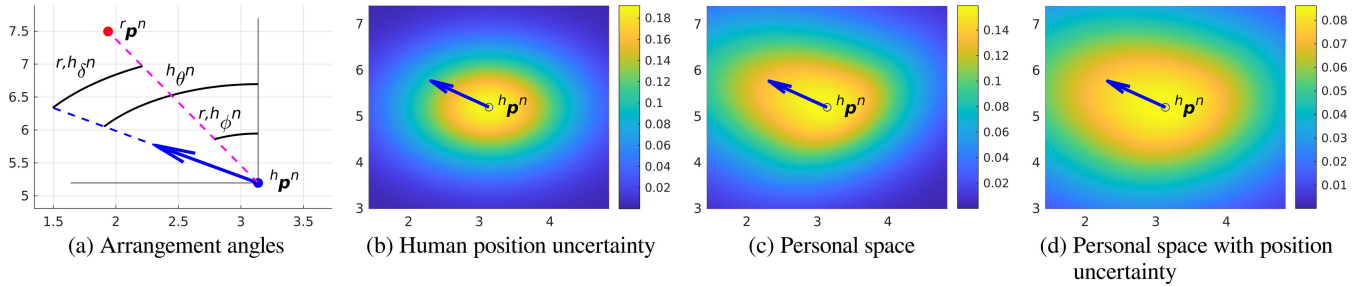 7.5
7
6.5
6
5.5
5
1.5 2 2.5 3 3.5
r p n
r,h δ n
h θ n
r,h ϕ n
h p n
(a) Arrangement angles
7
6
5
4
3
2 3 4
h p n
0.18
0.16
0.14
0.12
0.1
0.08
0.06
0.04
0.02
(b) Human position uncertainty
7
6
5
4
3
2 3 4
h p n
0.14
0.12
0.10
0.08
0.06
0.04
0.02
(c) Personal space
7
6
5
4
3
2 3 4
h p n
0.08
0.07
0.06
0.05
0.04
0.03
0.02
0.01
(d) Personal space with position
uncertainty